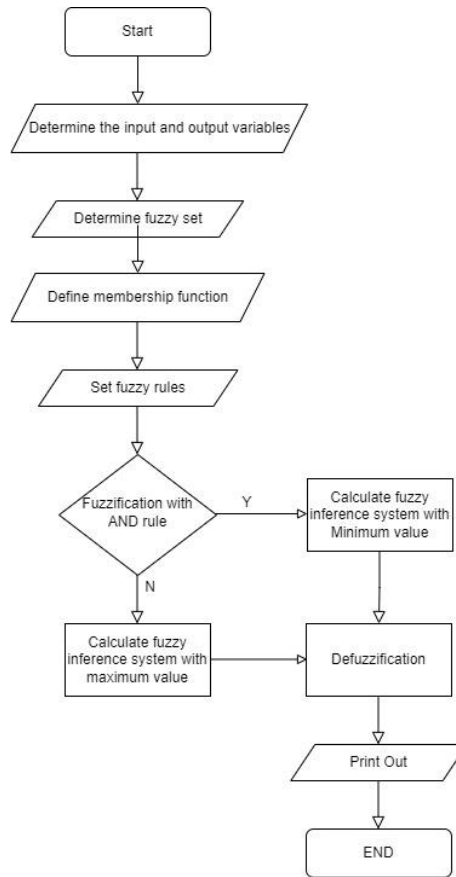 Start
Determine the input and output variables
Determine fuzzy set
Define membership function
Set fuzzy rules
Fuzzification with
AND rule
Y
Calculate fuzzy
inference system with
Minimum value
N
Calculate fuzzy
inference system with
maximum value
Defuzzification
Print Out
END